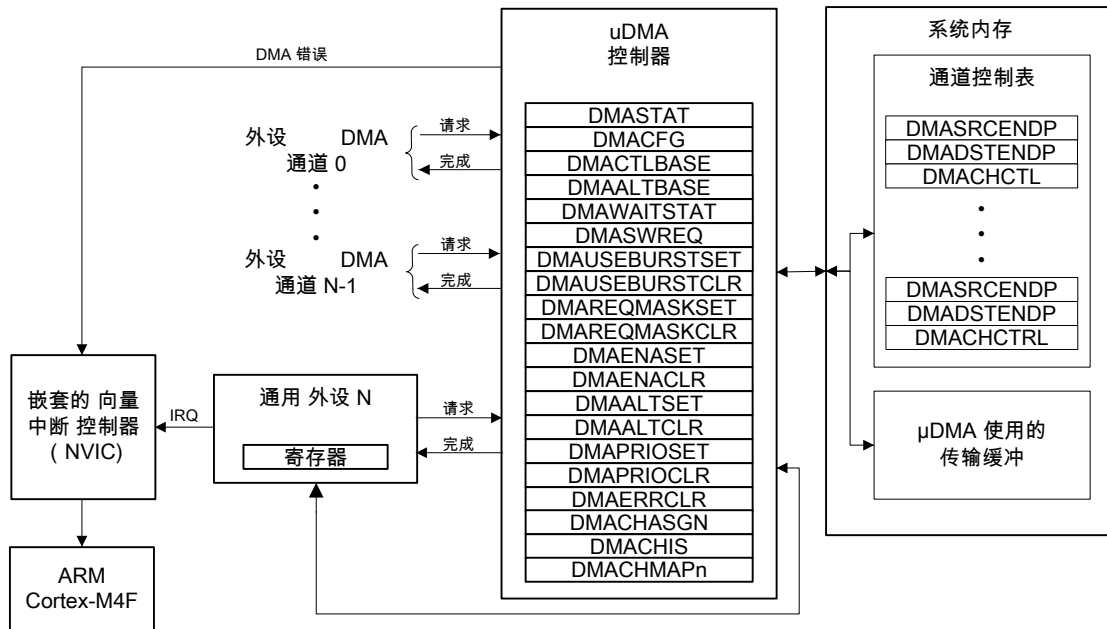 uDMA
控制器
DMASTAT
DMACFG
DMACTLBASE
DMAALTBASE
DMAWAITSTAT
DMASWREQ
DMAUSEBURSTSET
DMAUSEBURSTCLR
DMAREQMASKSET
DMAREQMASKCLR
DMAENASET
DMAENACLR
DMAALTSET
DMAALTCLR
DMAPRIOSET
DMAPRIOCLR
DMAERRCLR
DMACHASGN
DMACHIS
DMACHMAPn
DMA 错误
外设 DMA
通道 0
请求
完成
外设 DMA
通道 N-1
请求
完成
嵌套的 向量
中断 控制器
( NVIC)
IRQ
通用 外设 N
寄存器
请求
完成
ARM
Cortex-M4F
系统内存
通道控制表
DMASRCENDP
DMADSTENDP
DMACHCTL
DMASRCENDP
DMADSTENDP
DMACHCTRL
µDMA 使用的
传输缓冲